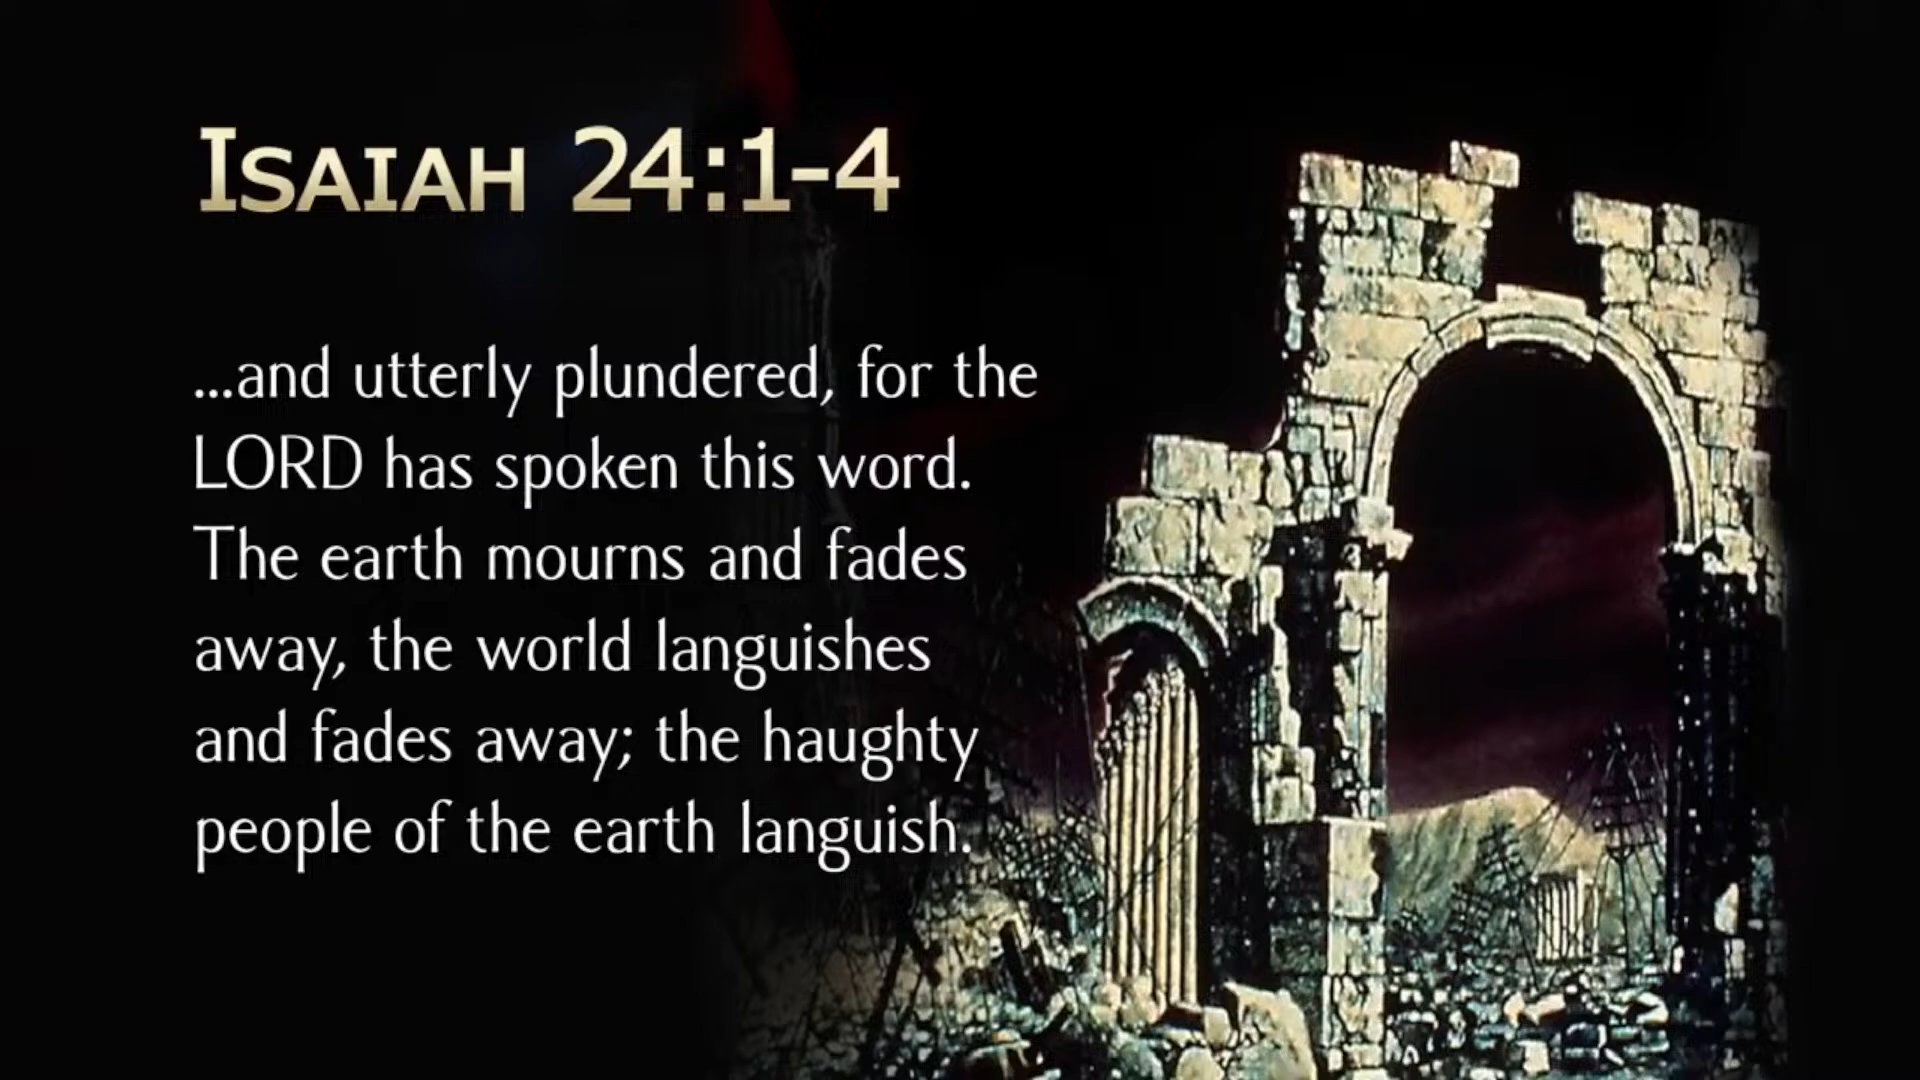 Isaiah 24:1-4
...and utterly plundered, for the
LORD has spoken this word.
The earth mourns and fades
away, the world languishes
and fades away; the haughty
people of the earth languish.